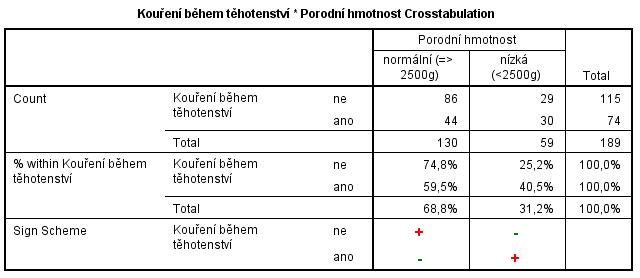 Kouření během těhotenství * Porodní hmotnost Crosstabulation
Porodní hmotnost
normální (=> 2500g) nízká (<2500g) Total
Count Kouření během těhotenství ne 86 29 115
ano 44 30 74
Total 130 59 189
% within Kouření během těhotenství Kouření během těhotenství ne 74,8% 25,2% 100,0%
ano 59,5% 40,5% 100,0%
Total 68,8% 31,2% 100,0%
Sign Scheme Kouření během těhotenství ne + -
ano - +